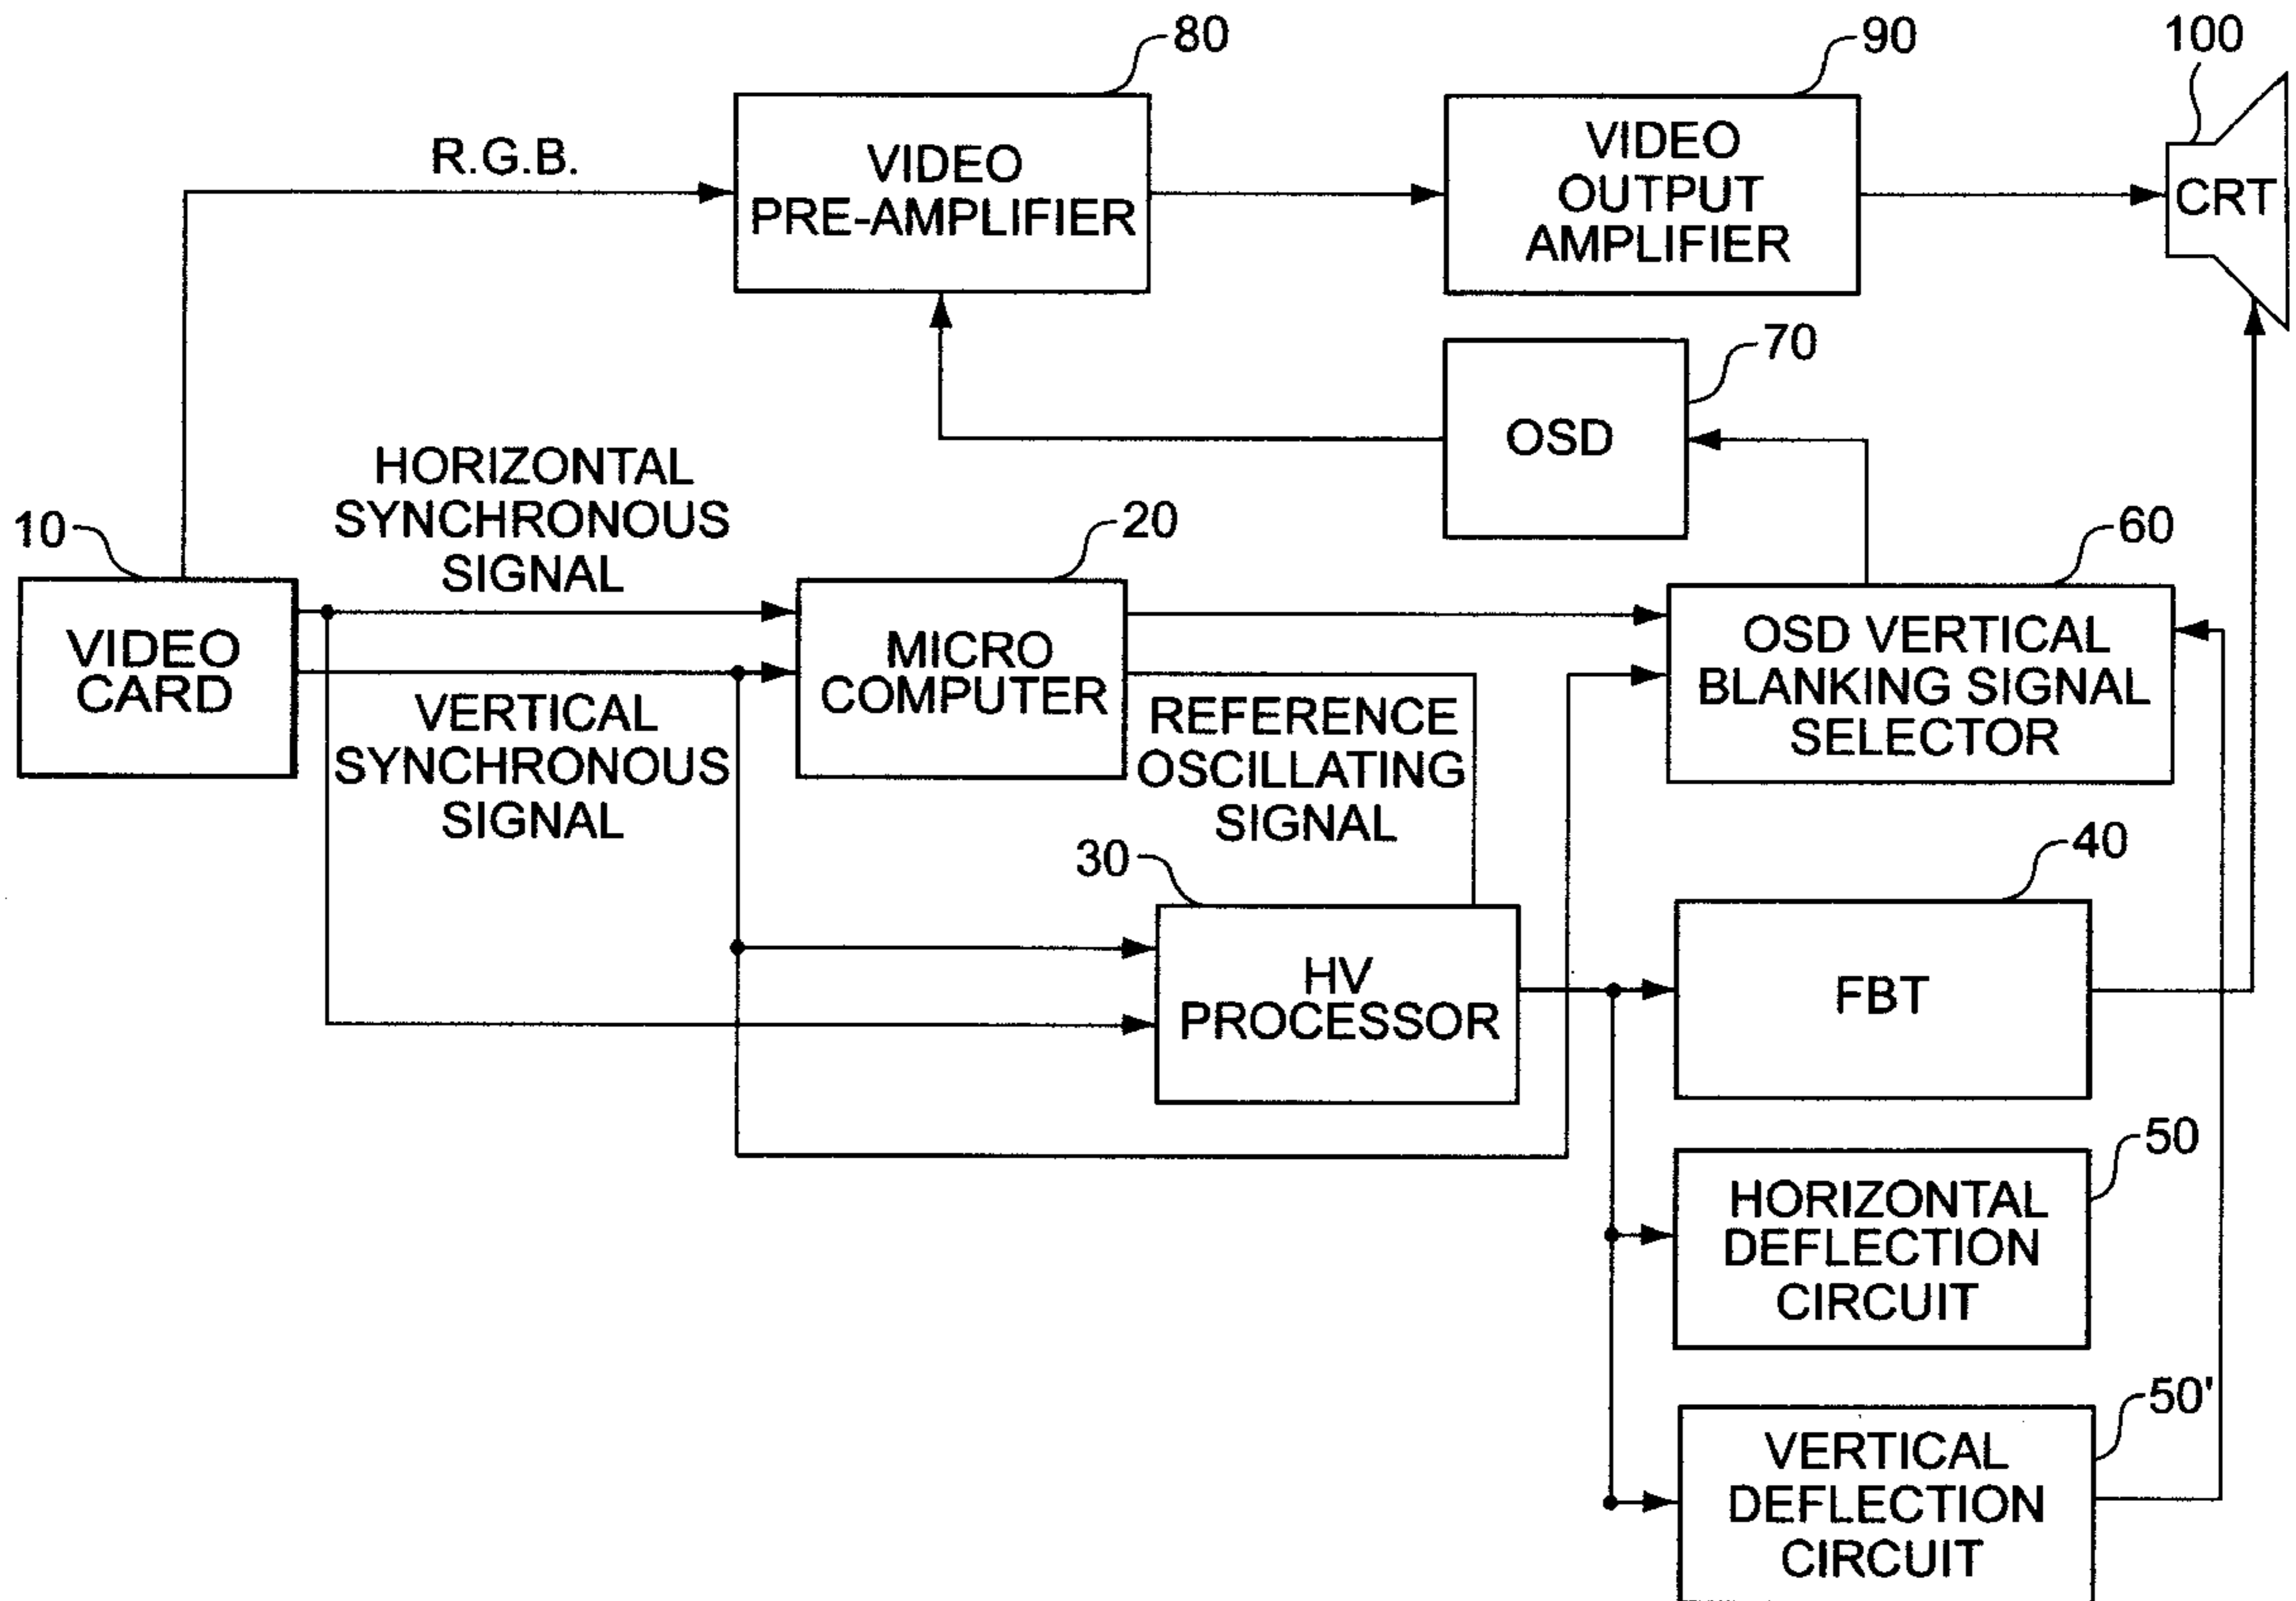 80
90
100
R.G.B.
VIDEO
PRE-AMPLIFIER
VIDEO
OUTPUT
AMPLIFIER
CRT
70
OSD
HORIZONTAL
SYNCHRONOUS
SIGNAL
10
20
60
VIDEO
CARD
MICRO
COMPUTER
OSD VERTICAL
BLANKING SIGNAL
SELECTOR
VERTICAL
SYNCHRONOUS
SIGNAL
REFERENCE
OSCILLATING
SIGNAL
30
40
HV
PROCESSOR
FBT
50
HORIZONTAL
DEFLECTION
CIRCUIT
50'
VERTICAL
DEFLECTION
CIRCUIT